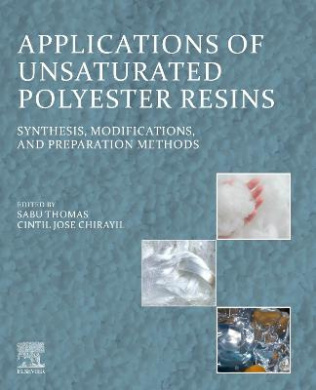 APPLICATIONS OF
UNSATURATED
POLYESTER RESINS
SYNTHESIS, MODIFICATIONS,
AND PREPARATION METHODS
EDITED BY
SABU THOMAS
CINTIL JOSE CHIRAYIL
ELSEVIER